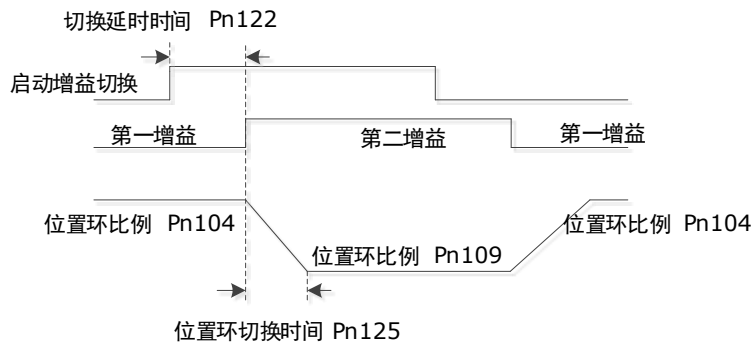 切换延时时间 Pn122
启动增益切换
第一增益 第二增益 第一增益
位置环比例 Pn104 位置环比例 Pn104
位置环比例 Pn109
位置环切换时间 Pn125